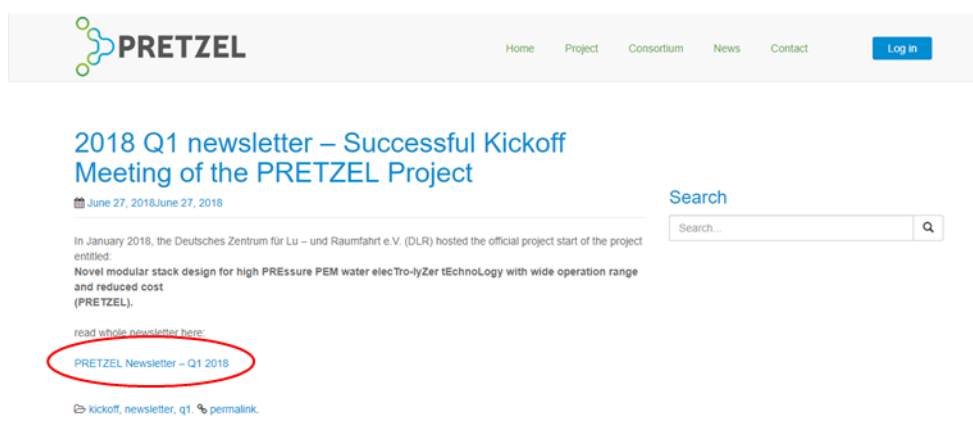 PRETZEL
Home Project Consortium News Contact Log in
2018 Q1 newsletter – Successful Kickoff
Meeting of the PRETZEL Project
June 27, 2018June 27, 2018
Search
Search...
In January 2018, the Deutsches Zentrum für Lu – und Raumfahrt e.V. (DLR) hosted the official project start of the project
entitled:
Novel modular stack design for high PREssure PEM water elecTro-lyZer tEchnoLogy with wide operation range
and reduced cost
(PRETZEL).
read whole newsletter here:
PRETZEL Newsletter – Q1 2018
kickoff, newsletter, q1. permalink.